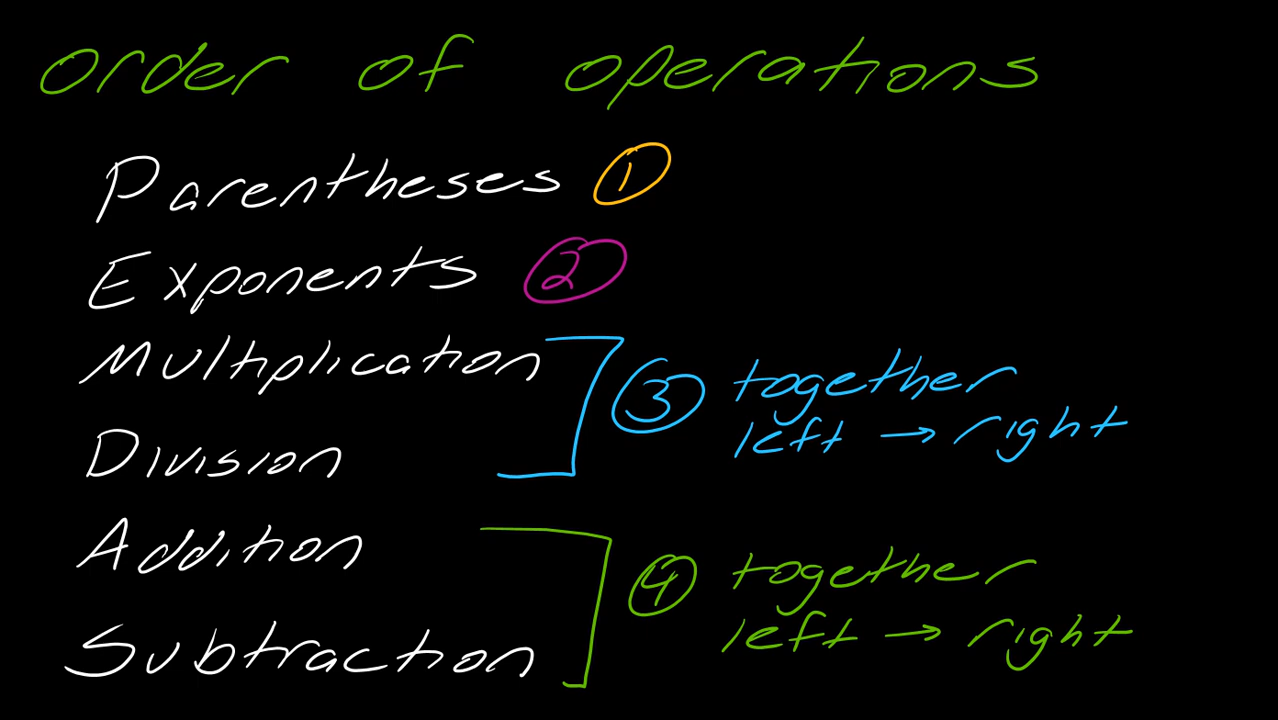 Order of operations
Parentheses 1
Exponents 2
Multiplication
3 together
left → right
Division
Addition
4 together
left → right
Subtraction